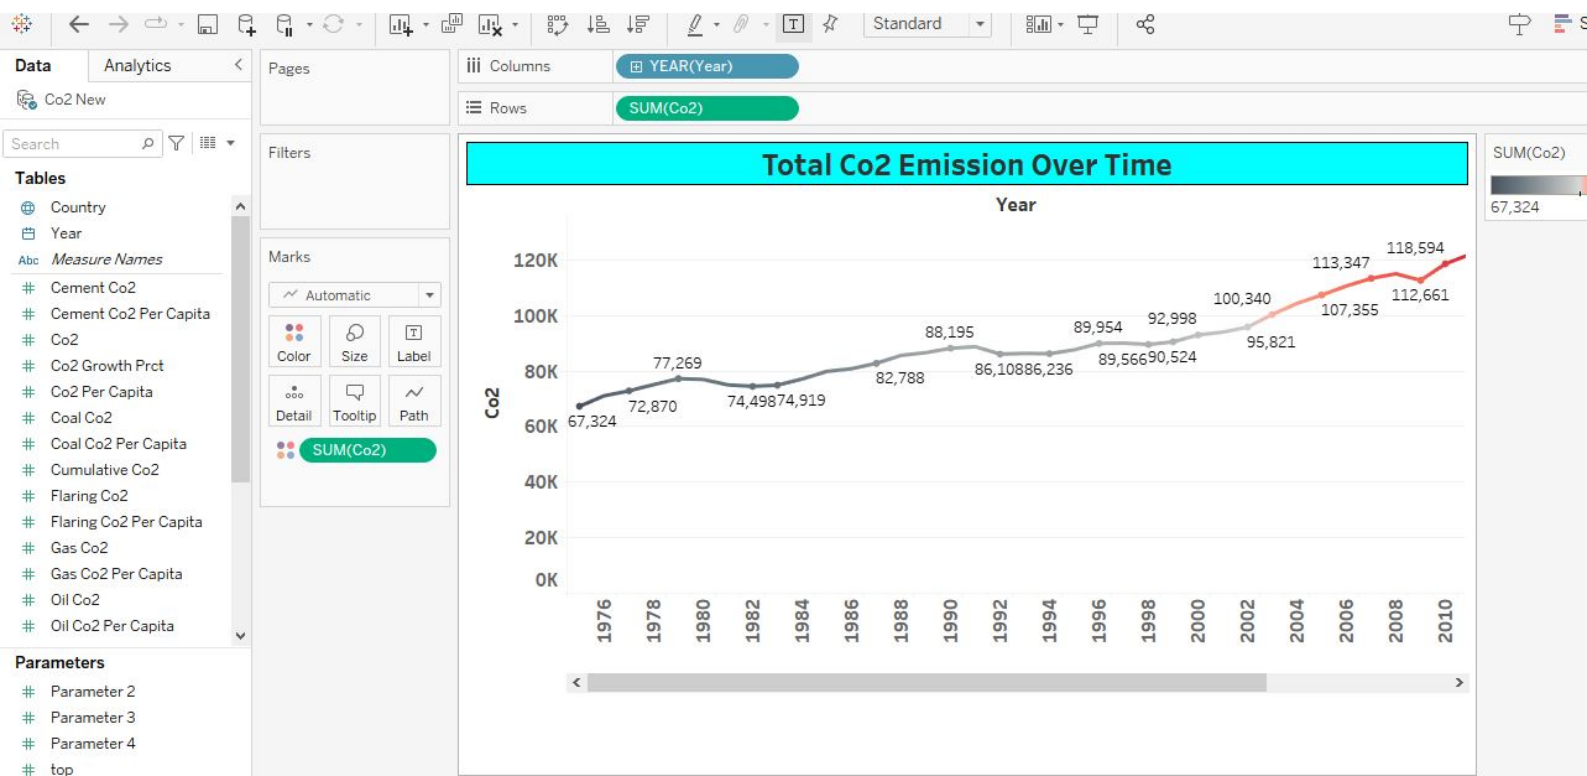 Standard
S
Data Analytics
Co2 New
Search
Tables
Country
Year
Abc Measure Names
Cement Co2
Cement Co2 Per Capita
Co2
Co2 Growth Prct
Co2 Per Capita
Coal Co2
Coal Co2 Per Capita
Cumulative Co2
Flaring Co2
Flaring Co2 Per Capita
Gas Co2
Gas Co2 Per Capita
Oil Co2
Oil Co2 Per Capita
Parameters
Parameter 2
Parameter 3
Parameter 4
top
Pages
Filters
Marks
Automatic
Color Size Label
Detail Tooltip Path
SUM(Co2)
Columns YEAR(Year)
Rows SUM(Co2)
Total Co2 Emission Over Time
Year
Co2
120K
100K
80K
60K
40K
20K
0K
67,324
72,870
77,269
74,498
74,919
82,788
88,195
86,108
86,236
89,954
89,566
92,998
90,524
95,821
100,340
107,355
113,347
112,661
118,594
1976 1978 1980 1982 1984 1986 1988 1990 1992 1994 1996 1998 2000 2002 2004 2006 2008 2010
SUM(Co2)
67,324